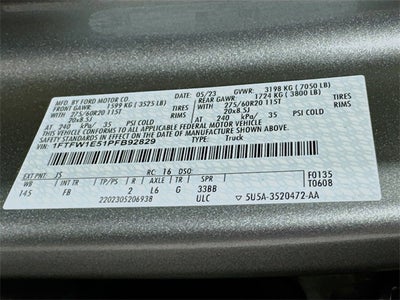 MFD. BY FORD MOTOR CO. 05/23 GVWR: 3198 KG ( 7050 LB)
FRONT GAWR: 1599 KG (3525 LB) REAR GAWR: 1724 KG (3800 LB)
275/60R20 115T TIRES 275/60R20 115T TIRES
20x8.5J RIMS 20x8.5J RIMS
AT 240 kPa/ 35 PSI COLD AT 240 kPa/ 35 PSI COLD
THIS VEHICLE CONFORMS TO ALL APPLICABLE FEDERAL MOTOR VEHICLE SAFETY AND THEFT PREVENTION STANDARDS IN EFFECT ON THE DATE OF MANUFACTURE SHOWN ABOVE.
VIN: 1FTFW1E51PFB92829 TYPE: Truck
EXT PNT: JS RC: 16 DSO: F0135
WB INT TR TP/PS R AXLE TR SPR T0608
145 FB 2 L6 G 33BB
2202305206938 ULC 5U5A-3520472-AA